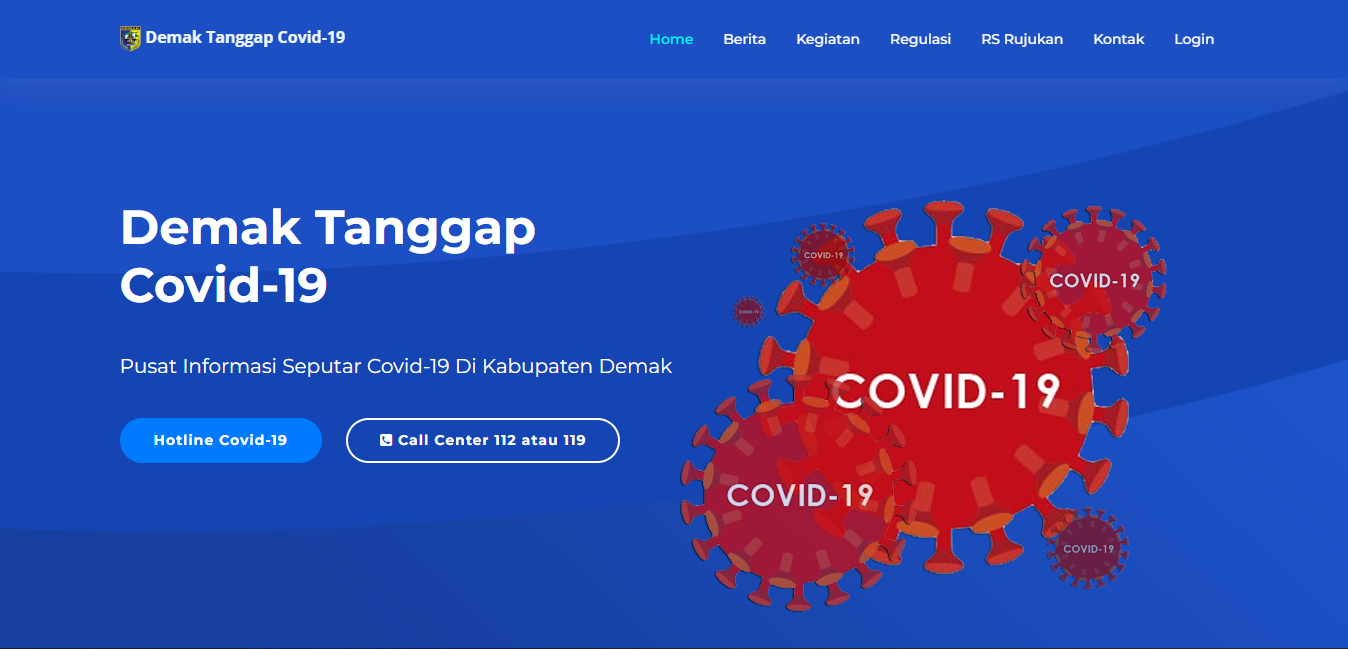 Demak Tanggap Covid-19
Home Berita Kegiatan Regulasi RS Rujukan Kontak Login
Demak Tanggap
Covid-19
Pusat Informasi Seputar Covid-19 Di Kabupaten Demak
Hotline Covid-19
Call Center 112 atau 119
COVID-19
COVID-19
COVID-19
COVID-19
COVID-19
COVID-19